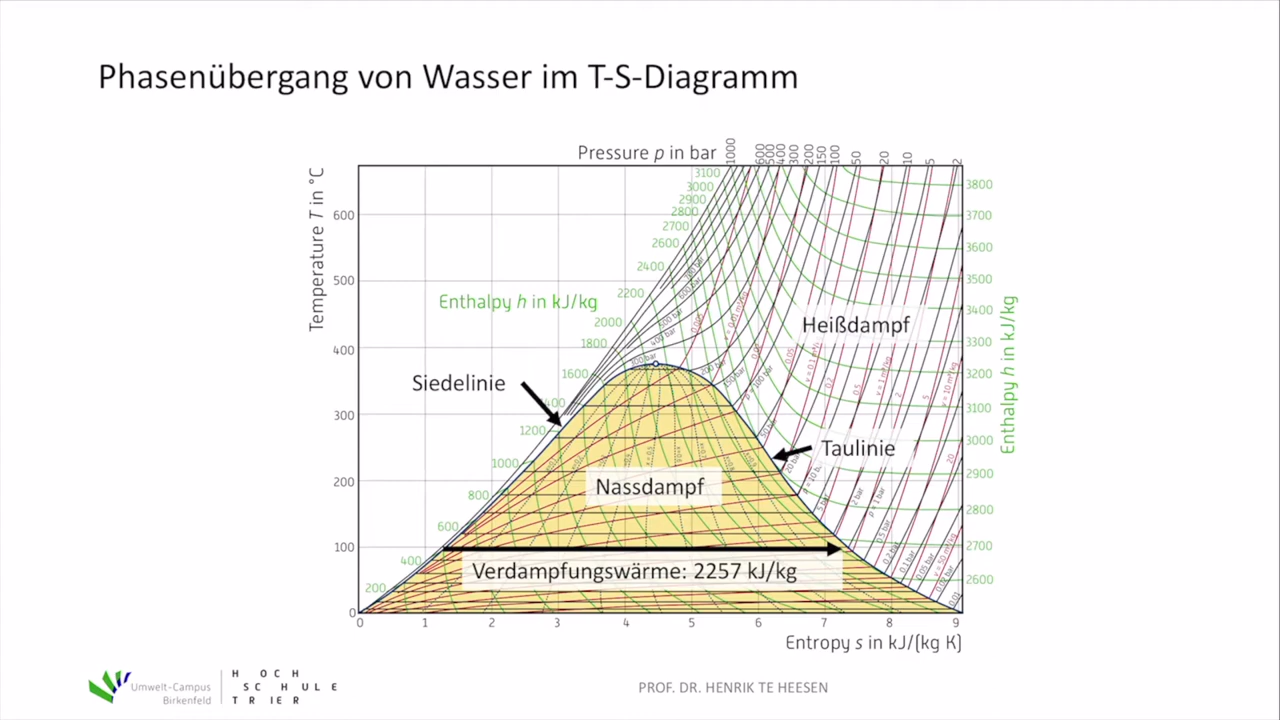 Phasenübergang von Wasser im T-S-Diagramm
Pressure p in bar
1000 600 500 400 300 200 150 100 50 20 10 5 2
Temperature T in °C
600
500
400
300
200
100
0
3100
3000
2900
2800
2700
2600
2400
2200
2000
1800
1600
1400
1200
1000
800
600
400
200
Enthalpy h in kJ/kg
3800
3700
3600
3500
3400
3300
3200
3100
3000
2900
2800
2700
2600
Enthalpy h in kJ/kg
Heißdampf
Siedelinie
Taulinie
Nassdampf
Verdampfungswärme: 2257 kJ/kg
0 1 2 3 4 5 6 7 8 9
Entropy s in kJ/(kg K)
Umwelt-Campus
Birkenfeld
HOCH
SCHULE
TRIER
PROF. DR. HENRIK TE HEESEN